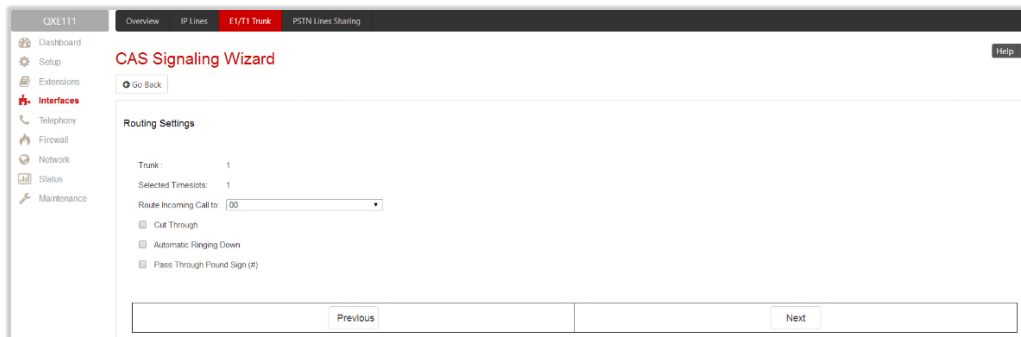 QXE1T1
Overview IP Lines E1/T1 Trunk PSTN Lines Sharing
Dashboard
Setup
Extensions
Interfaces
Telephony
Firewall
Network
Status
Maintenance
CAS Signaling Wizard
Help
Go Back
Routing Settings
Trunk : 1
Selected Timeslots: 1
Route Incoming Call to: 00
Cut Through
Automatic Ringing Down
Pass Through Pound Sign (#)
Previous Next